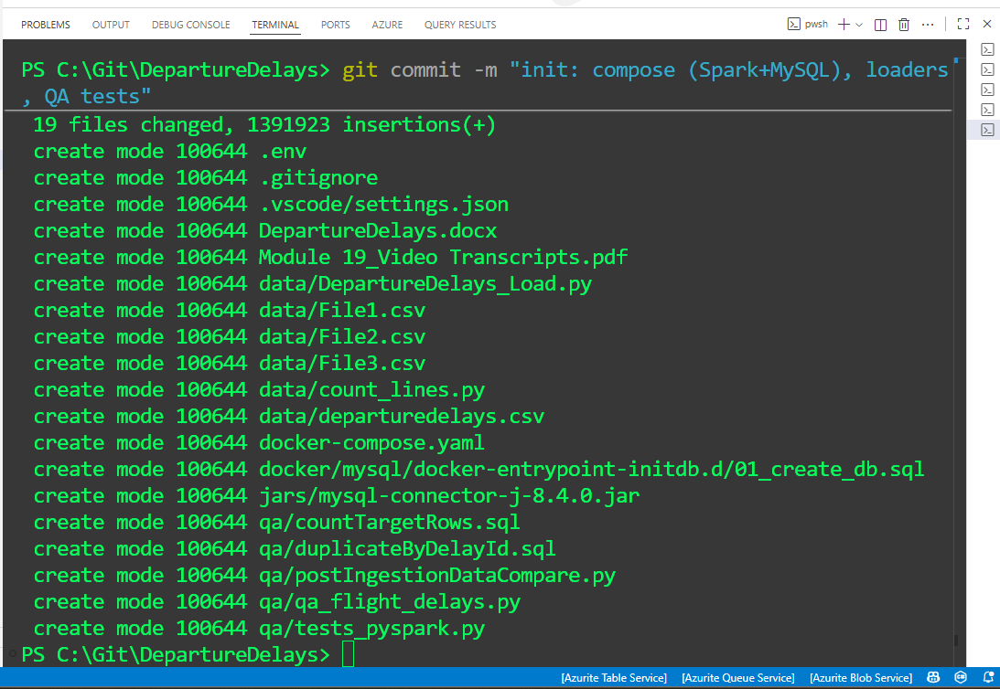 PROBLEMS OUTPUT DEBUG CONSOLE TERMINAL PORTS AZURE QUERY RESULTS pwsh
PS C:\Git\DepartureDelays> git commit -m "init: compose (Spark+MySQL), loaders
, QA tests"
19 files changed, 1391923 insertions(+)
create mode 100644 .env
create mode 100644 .gitignore
create mode 100644 .vscode/settings.json
create mode 100644 DepartureDelays.docx
create mode 100644 Module 19_Video Transcripts.pdf
create mode 100644 data/DepartureDelays_Load.py
create mode 100644 data/File1.csv
create mode 100644 data/File2.csv
create mode 100644 data/File3.csv
create mode 100644 data/count_lines.py
create mode 100644 data/departuredelays.csv
create mode 100644 docker-compose.yaml
create mode 100644 docker/mysql/docker-entrypoint-initdb.d/01_create_db.sql
create mode 100644 jars/mysql-connector-j-8.4.0.jar
create mode 100644 qa/countTargetRows.sql
create mode 100644 qa/duplicateByDelayId.sql
create mode 100644 qa/postIngestionDataCompare.py
create mode 100644 qa/qa_flight_delays.py
create mode 100644 qa/tests_pyspark.py
PS C:\Git\DepartureDelays>
[Azurite Table Service] [Azurite Queue Service] [Azurite Blob Service]